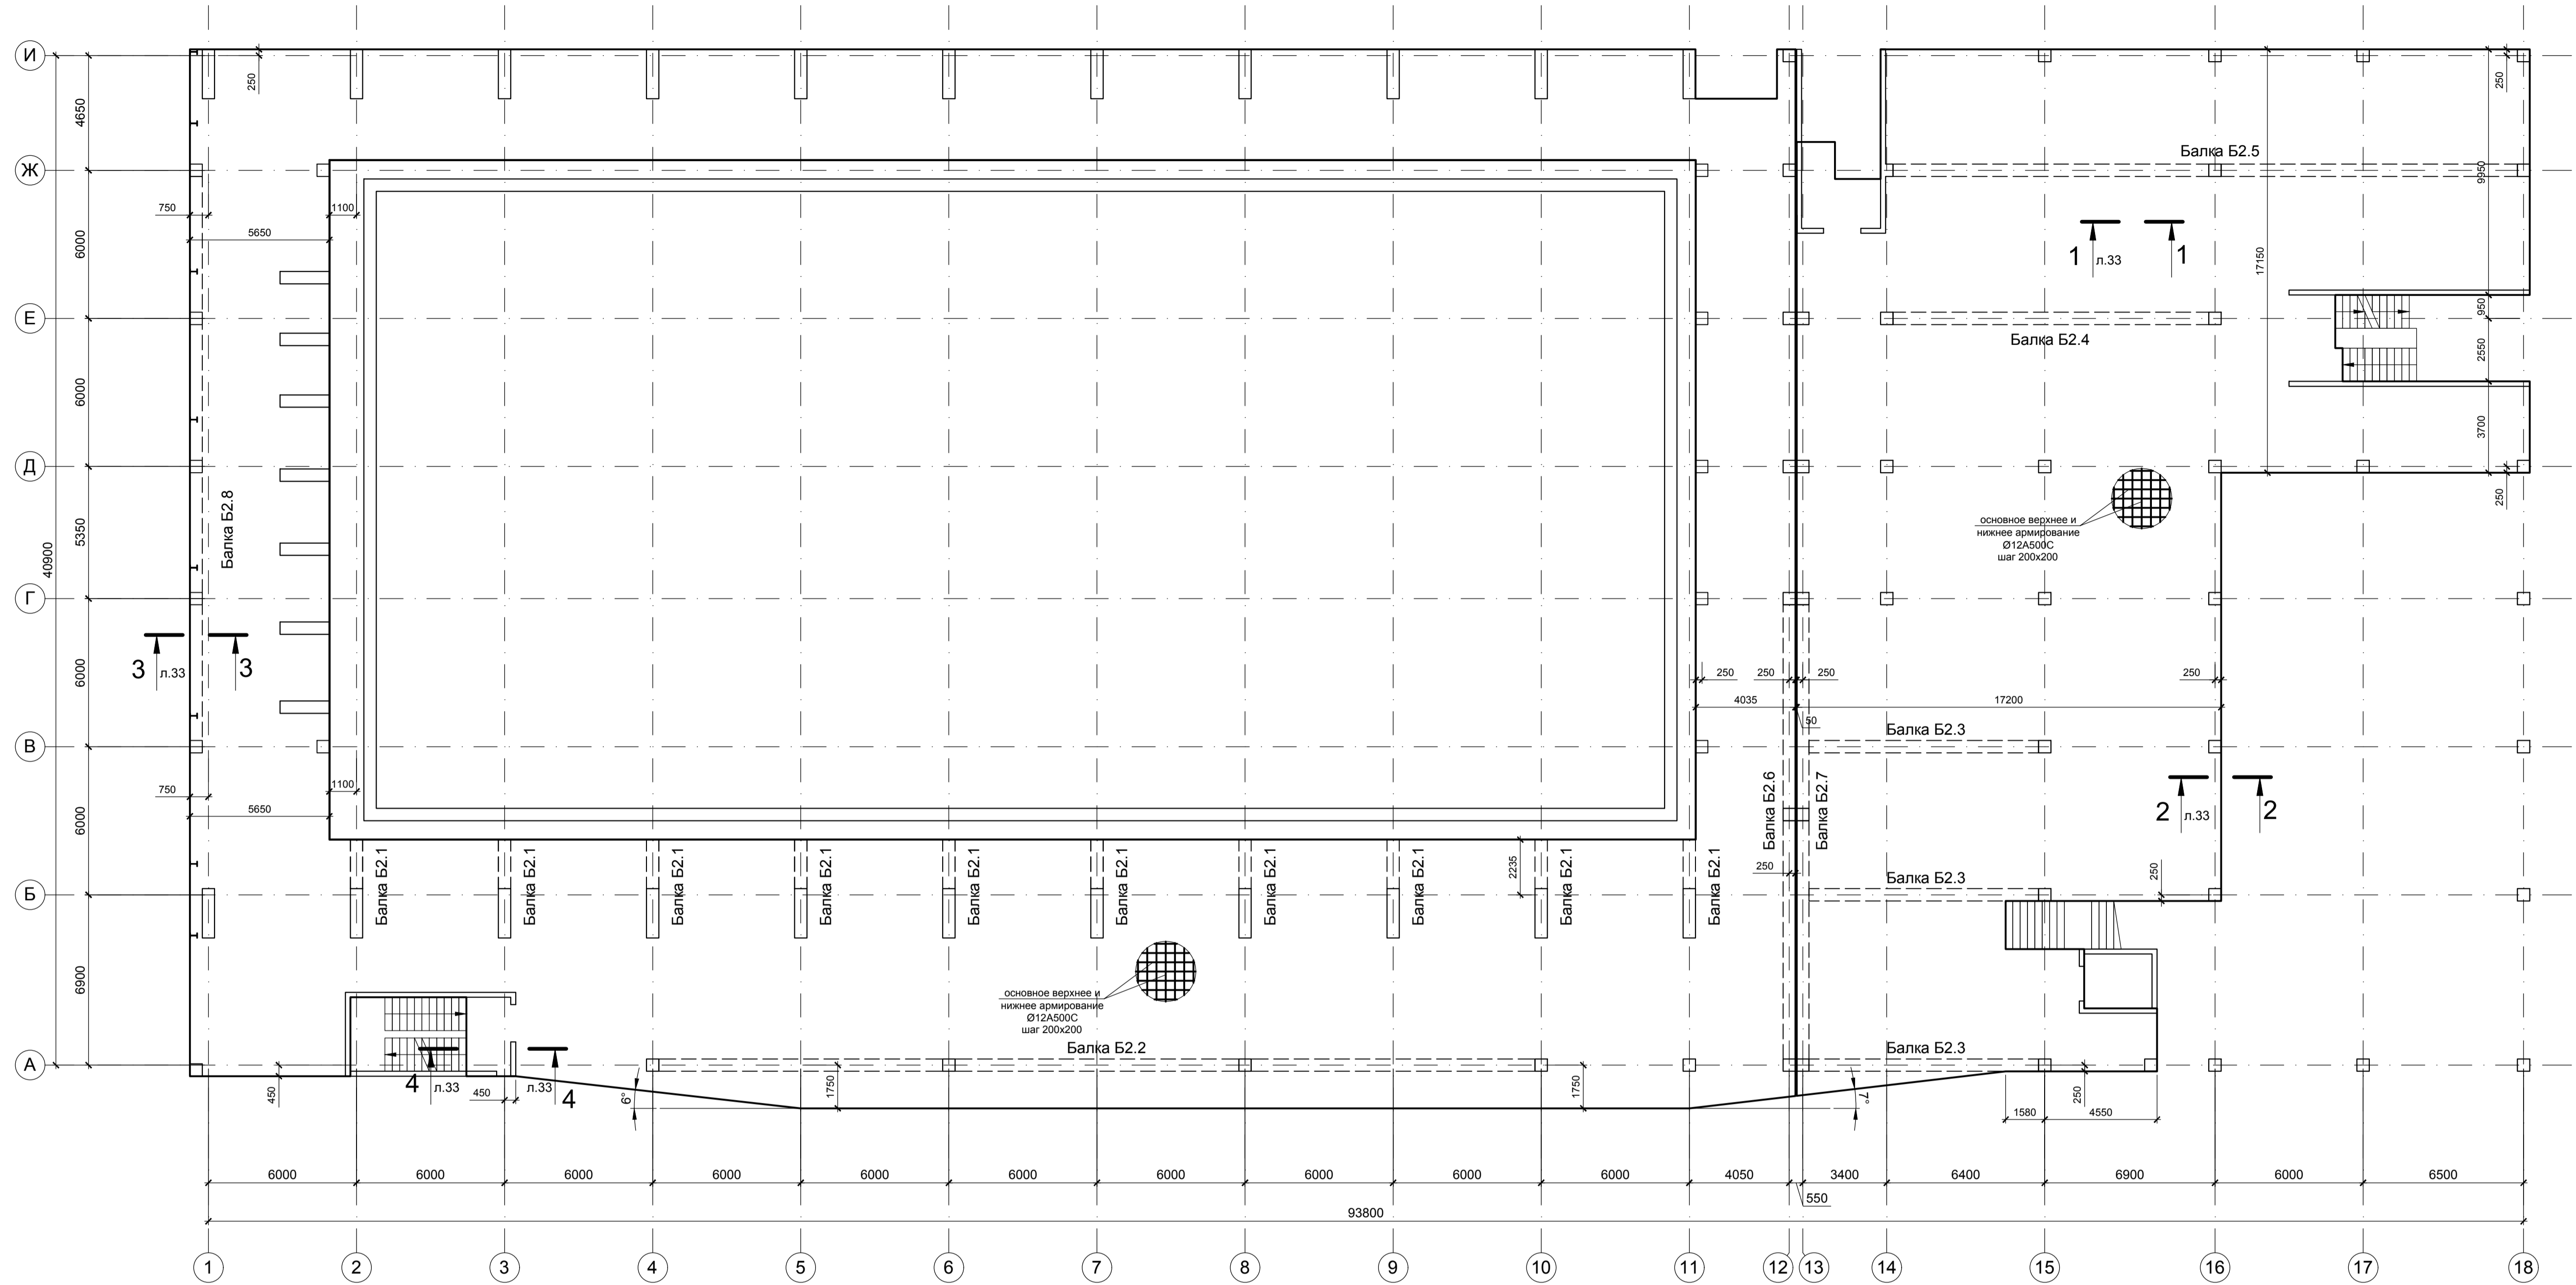 И
Ж
Е
Д
Г
В
Б
А
4650
6000
6000
5350
6000
6000
6900
40900
250
750
1100
5650
Балка Б2.8
3
л.33
3
750
1100
5650
250
17150
9950
250
Балка Б2.5
1
л.33
1
Балка Б2.4
950
2550
3700
250
основное верхнее и
нижнее армирование
Ø12А500С
шаг 200х200
250
250
250
250
4035
17200
50
Балка Б2.3
Балка Б2.6
Балка Б2.7
2
л.33
2
2235
250
250
Балка Б2.1
Балка Б2.1
Балка Б2.1
Балка Б2.1
Балка Б2.1
Балка Б2.1
Балка Б2.1
Балка Б2.1
Балка Б2.1
Балка Б2.1
Балка Б2.3
основное верхнее и
нижнее армирование
Ø12А500С
шаг 200х200
Балка Б2.2
Балка Б2.3
450
4
л.33
450
л.33
4
6°
1750
1750
7°
250
1580
4550
6000
6000
6000
6000
6000
6000
6000
6000
6000
6000
4050
550
3400
6400
6900
6000
6500
93800
1
2
3
4
5
6
7
8
9
10
11
12
13
14
15
16
17
18